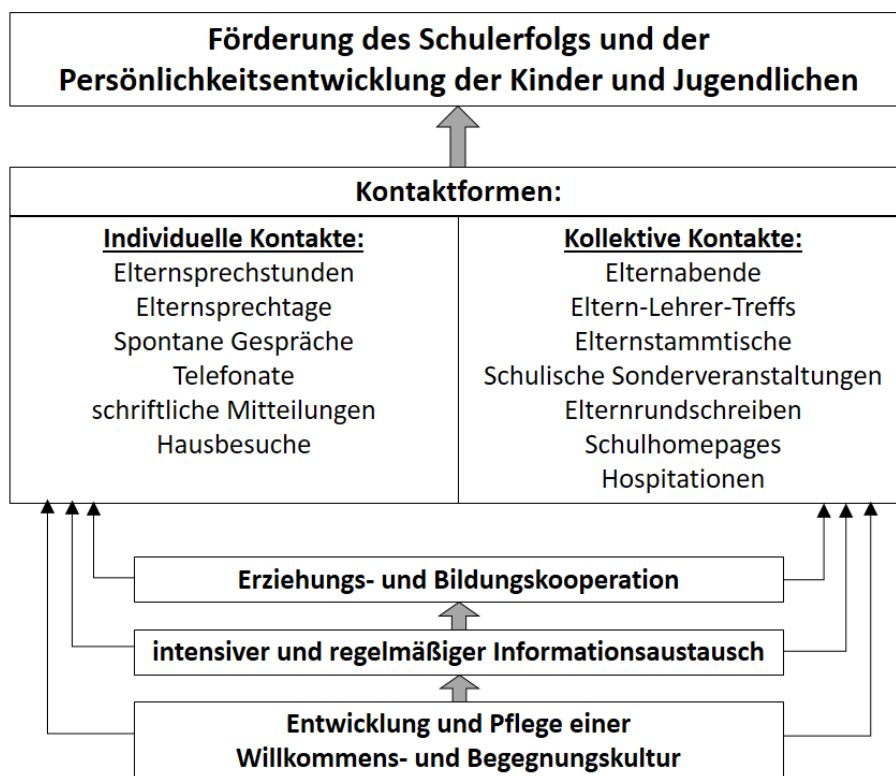 Förderung des Schulerfolgs und der
Persönlichkeitsentwicklung der Kinder und Jugendlichen
Kontaktformen:
Individuelle Kontakte:
Elternsprechstunden
Elternsprechtage
Spontane Gespräche
Telefonate
schriftliche Mitteilungen
Hausbesuche
Kollektive Kontakte:
Elternabende
Eltern-Lehrer-Treffs
Elternstammtische
Schulische Sonderveranstaltungen
Elternrundschreiben
Schulhomepages
Hospitationen
Erziehungs- und Bildungskooperation
intensiver und regelmäßiger Informationsaustausch
Entwicklung und Pflege einer
Willkommens- und Begegnungskultur